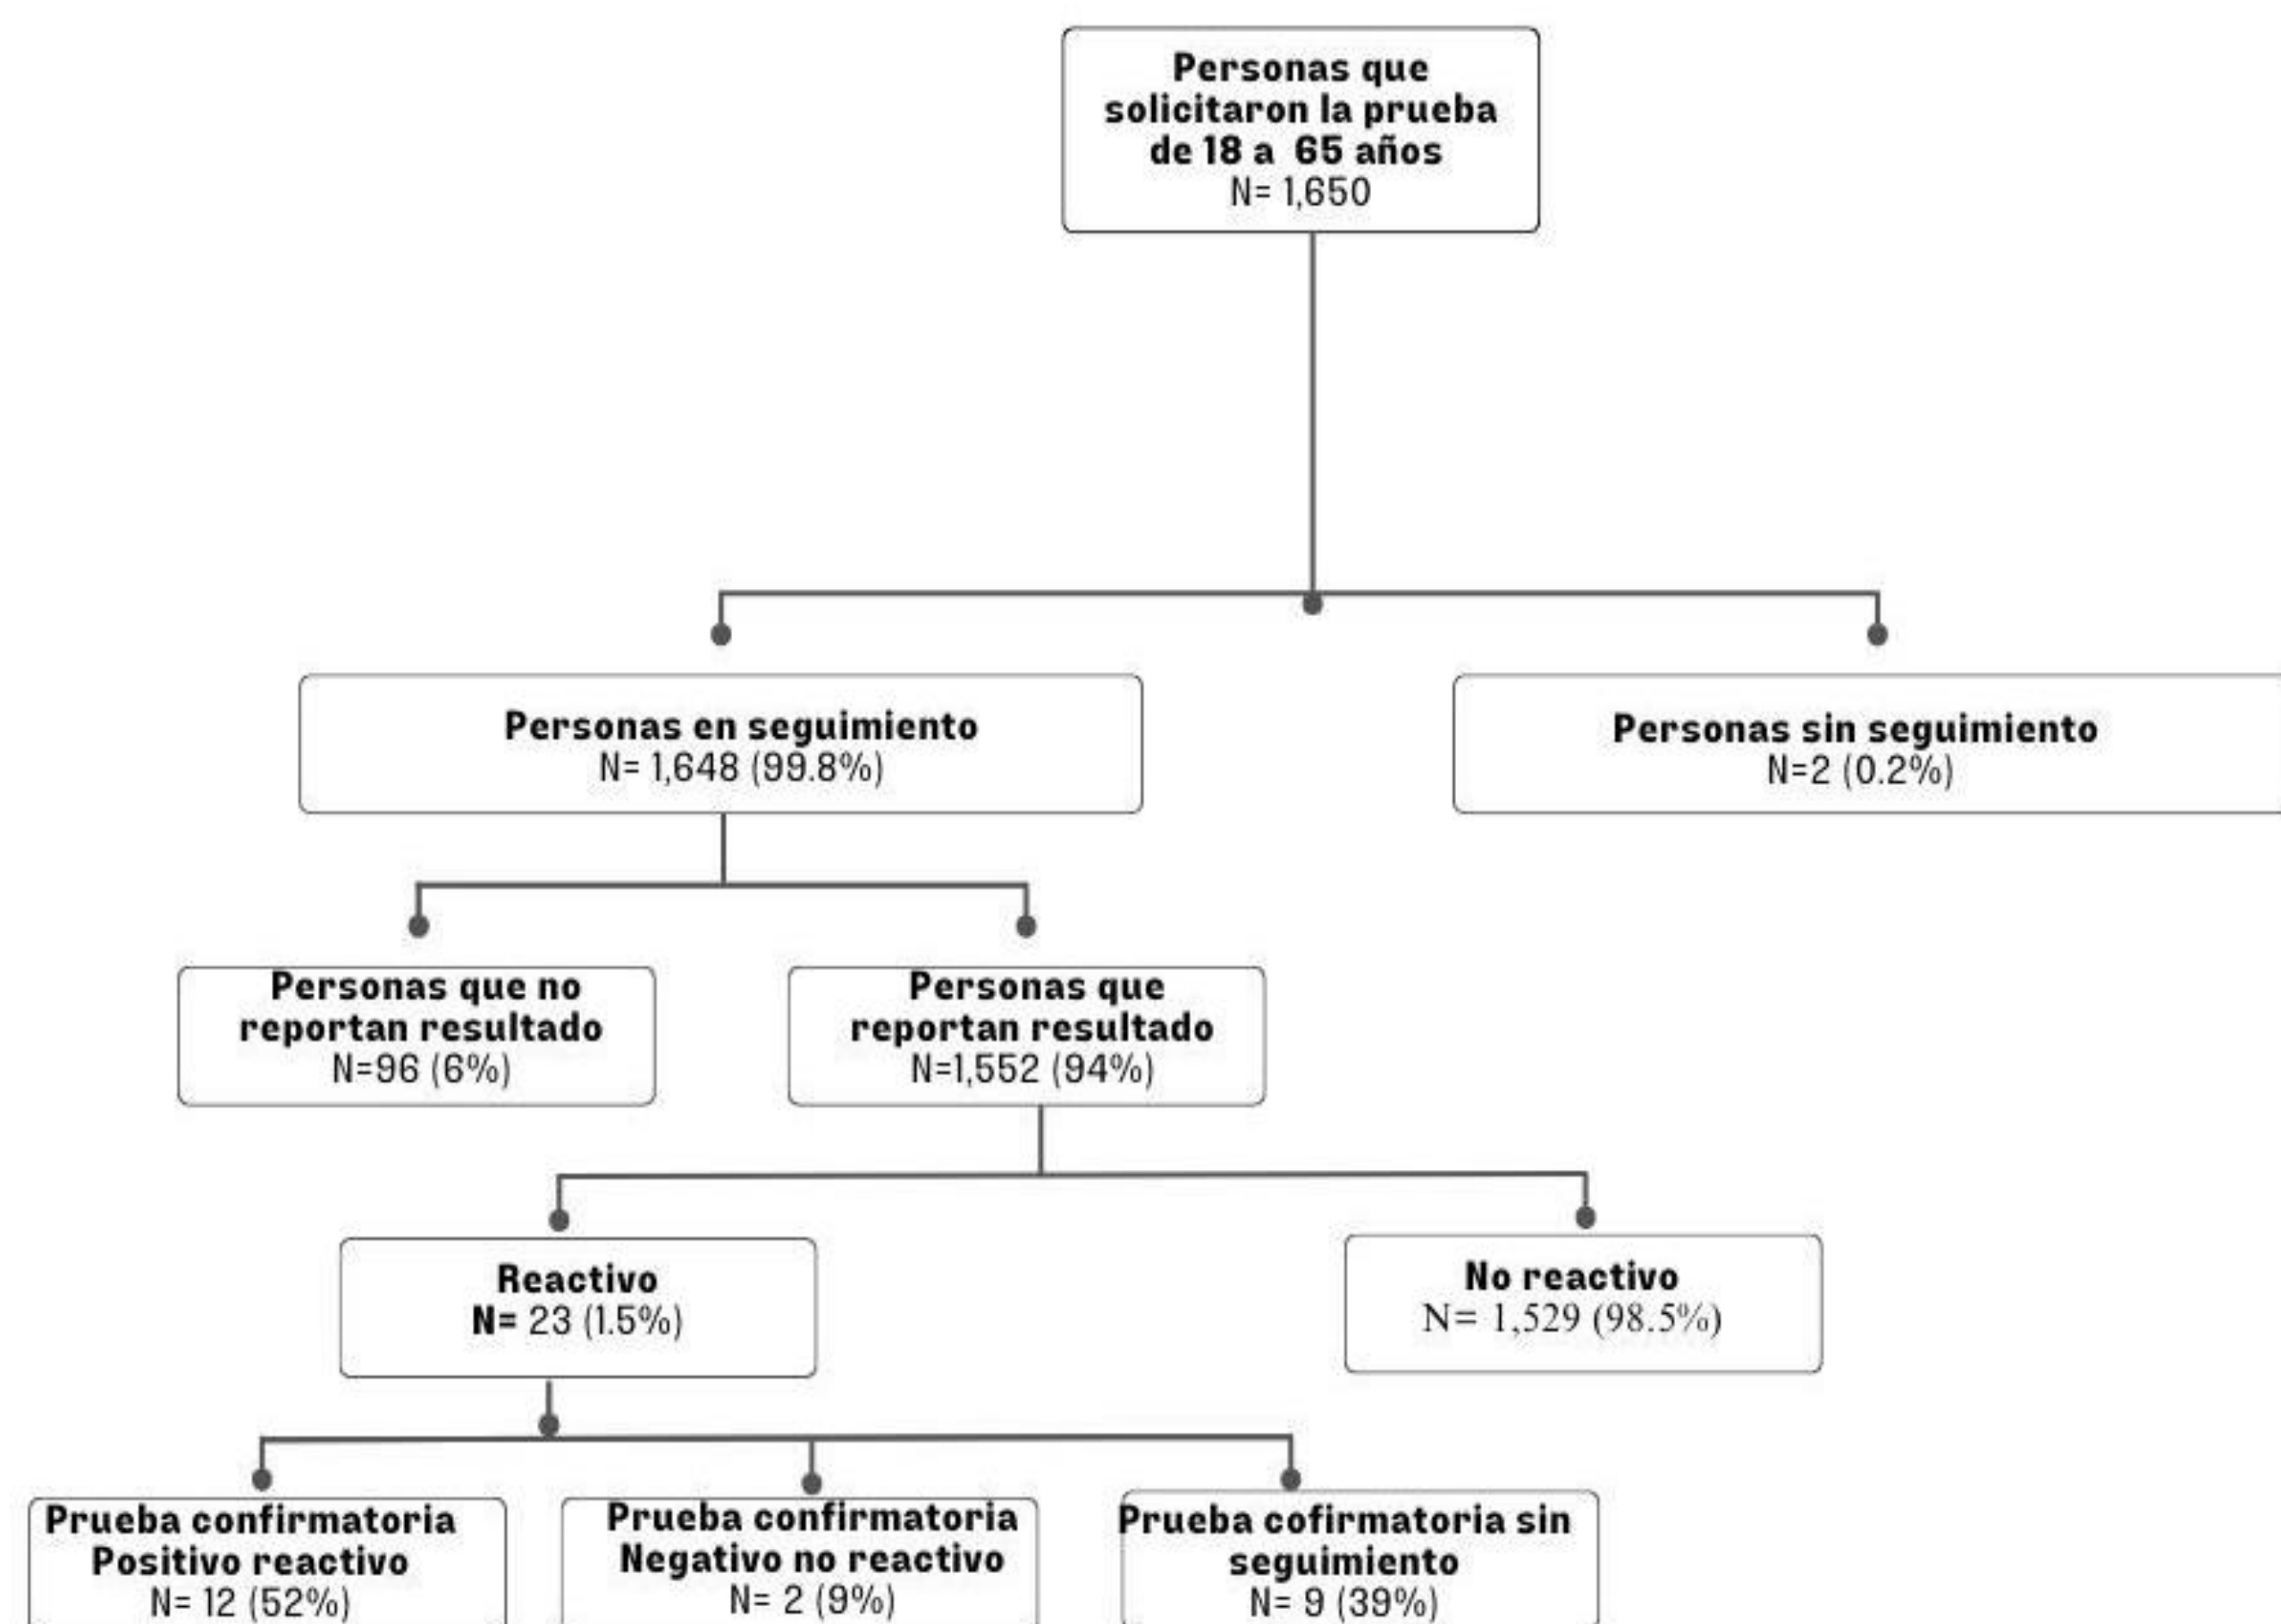 Personas que
solicitaron la prueba
de 18 a 65 años
N= 1,650
Personas en seguimiento
N= 1,648 (99.8%)
Personas sin seguimiento
N=2 (0.2%)
Personas que no
reportan resultado
N=96 (6%)
Personas que
reportan resultado
N=1,552 (94%)
Reactivo
N= 23 (1.5%)
No reactivo
N= 1,529 (98.5%)
Prueba confirmatoria
Positivo reactivo
N= 12 (52%)
Prueba confirmatoria
Negativo no reactivo
N= 2 (9%)
Prueba cofirmatoria sin
seguimiento
N= 9 (39%)